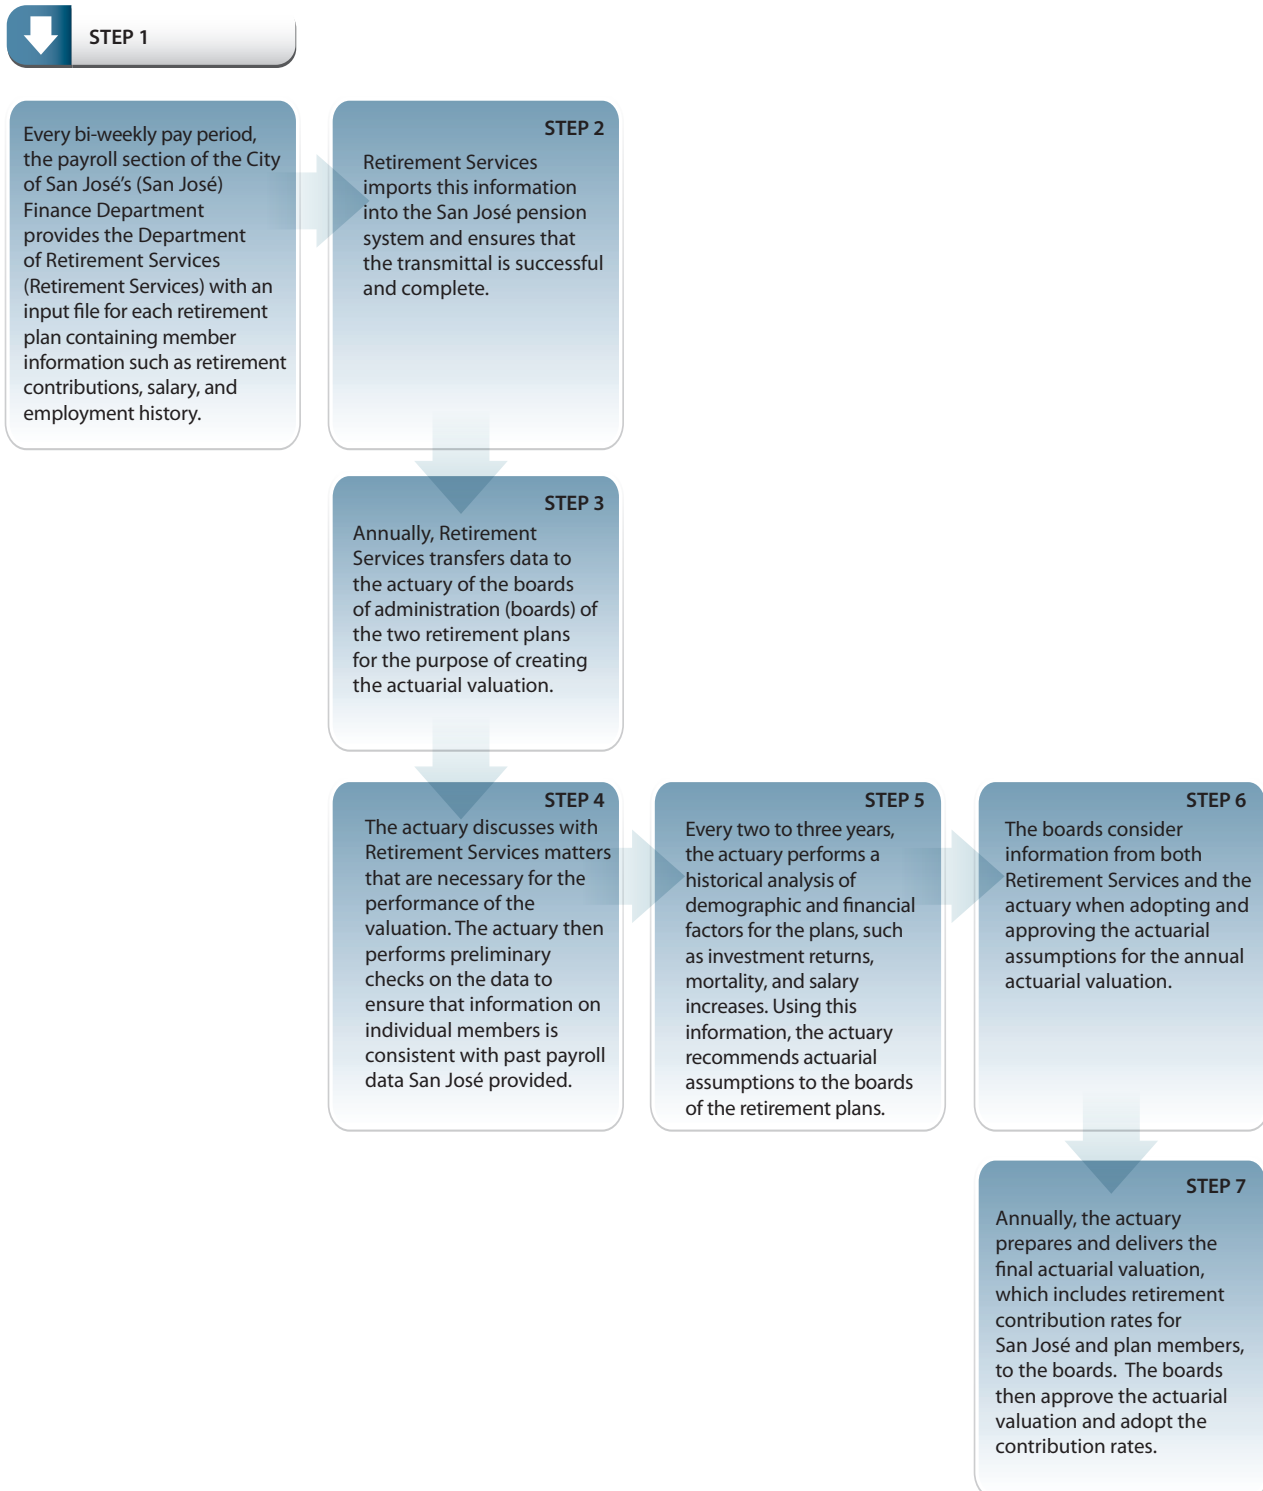 STEP 1
Every bi-weekly pay period,
the payroll section of the City
of San José’s (San José)
Finance Department
provides the Department
of Retirement Services
(Retirement Services) with an
input file for each retirement
plan containing member
information such as retirement
contributions, salary, and
employment history.
STEP 2
Retirement Services
imports this information
into the San José pension
system and ensures that
the transmittal is successful
and complete.
STEP 3
Annually, Retirement
Services transfers data to
the actuary of the boards
of administration (boards) of
the two retirement plans
for the purpose of creating
the actuarial valuation.
STEP 4
The actuary discusses with
Retirement Services matters
that are necessary for the
performance of the
valuation. The actuary then
performs preliminary
checks on the data to
ensure that information on
individual members is
consistent with past payroll
data San José provided.
STEP 5
Every two to three years,
the actuary performs a
historical analysis of
demographic and financial
factors for the plans, such
as investment returns,
mortality, and salary
increases. Using this
information, the actuary
recommends actuarial
assumptions to the boards
of the retirement plans.
STEP 6
The boards consider
information from both
Retirement Services and the
actuary when adopting and
approving the actuarial
assumptions for the annual
actuarial valuation.
STEP 7
Annually, the actuary
prepares and delivers the
final actuarial valuation,
which includes retirement
contribution rates for
San José and plan members,
to the boards.  The boards
then approve the actuarial
valuation and adopt the
contribution rates.